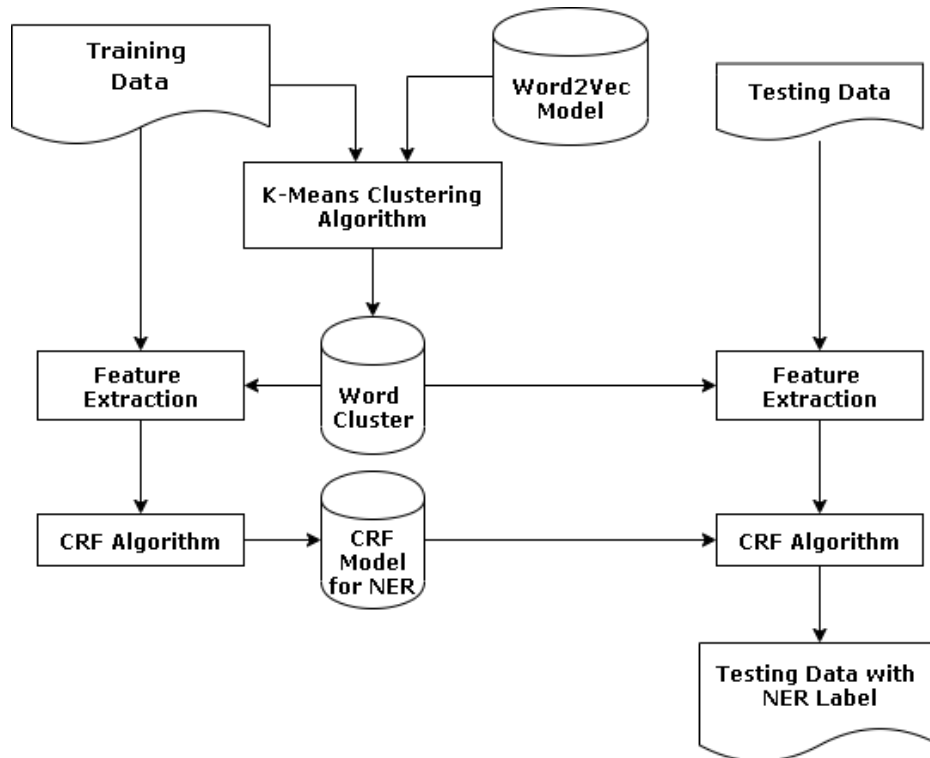 Training
Data
Word2Vec
Model
Testing Data
K-Means Clustering
Algorithm
Feature
Extraction
Word
Cluster
Feature
Extraction
CRF Algorithm
CRF
Model
for NER
CRF Algorithm
Testing Data with
NER Label